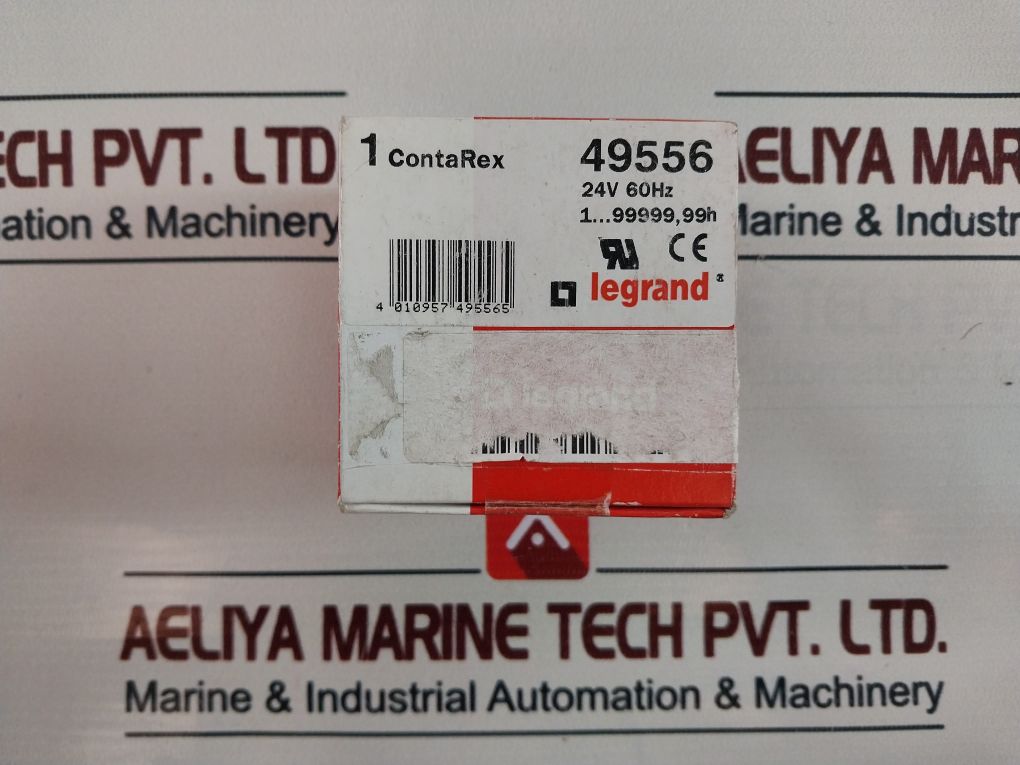 ECH PVT. LTD
ation & Machinery
AELIYA MAR
Marine & Industr
1 ContaRex
49556
24V 60Hz
1...99999,99h
CE
legrand ®
4 010957 495565
AELIYA MARINE TECH PVT. LTD.
Marine & Industrial Automation & Machinery